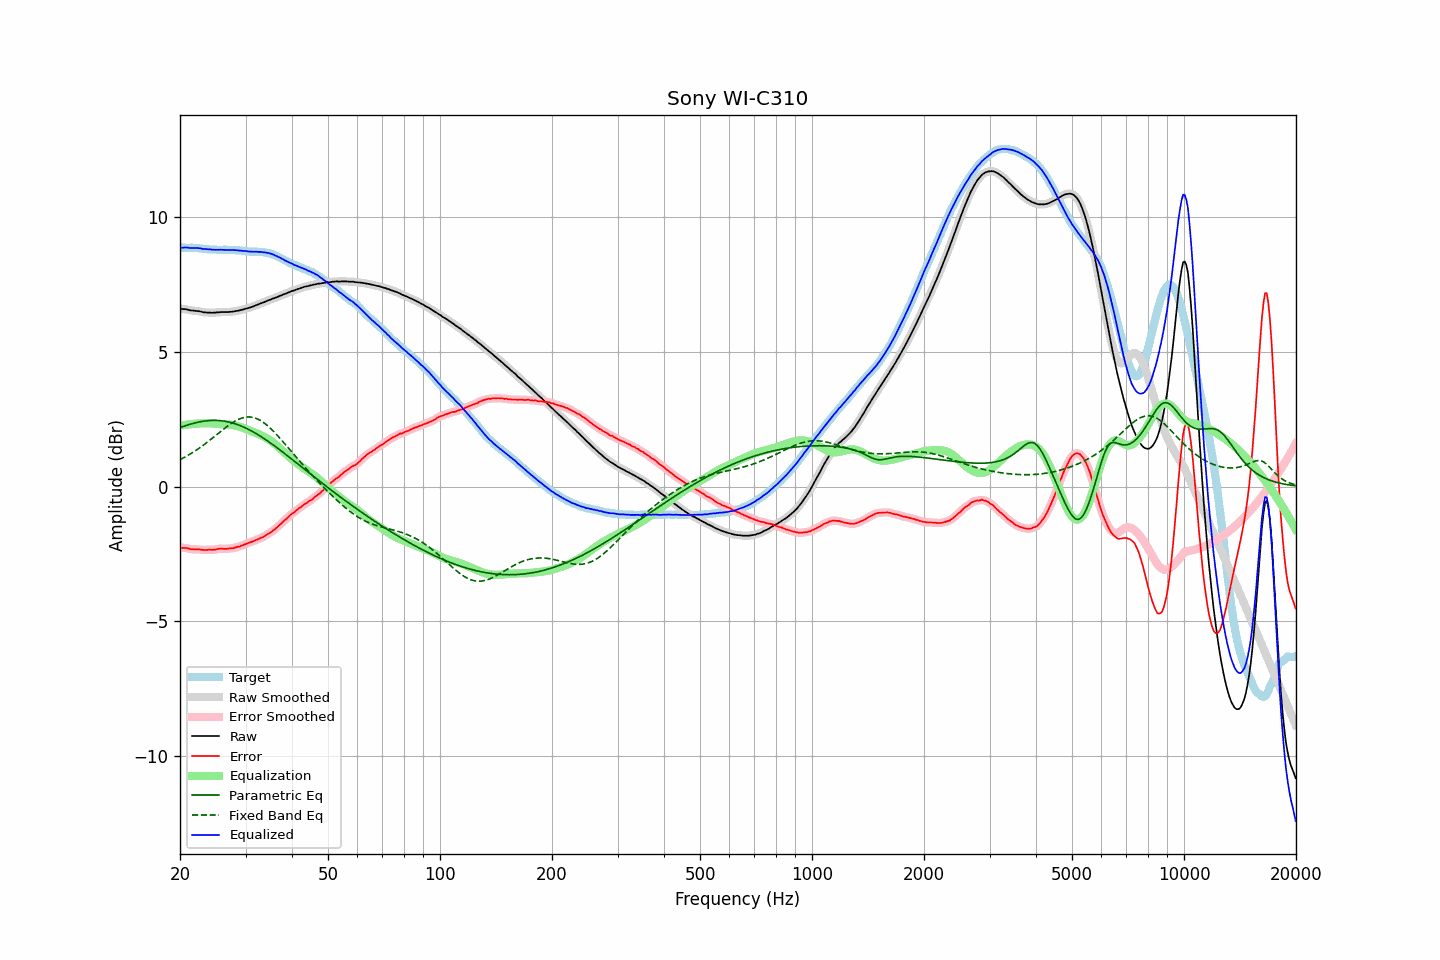 Sony WI-C310
Amplitude (dBr)
10
5
0
−5
−10
Target
Raw Smoothed
Error Smoothed
Raw
Error
Equalization
Parametric Eq
Fixed Band Eq
Equalized
20 50 100 200 500 1000 2000 5000 10000 20000
Frequency (Hz)